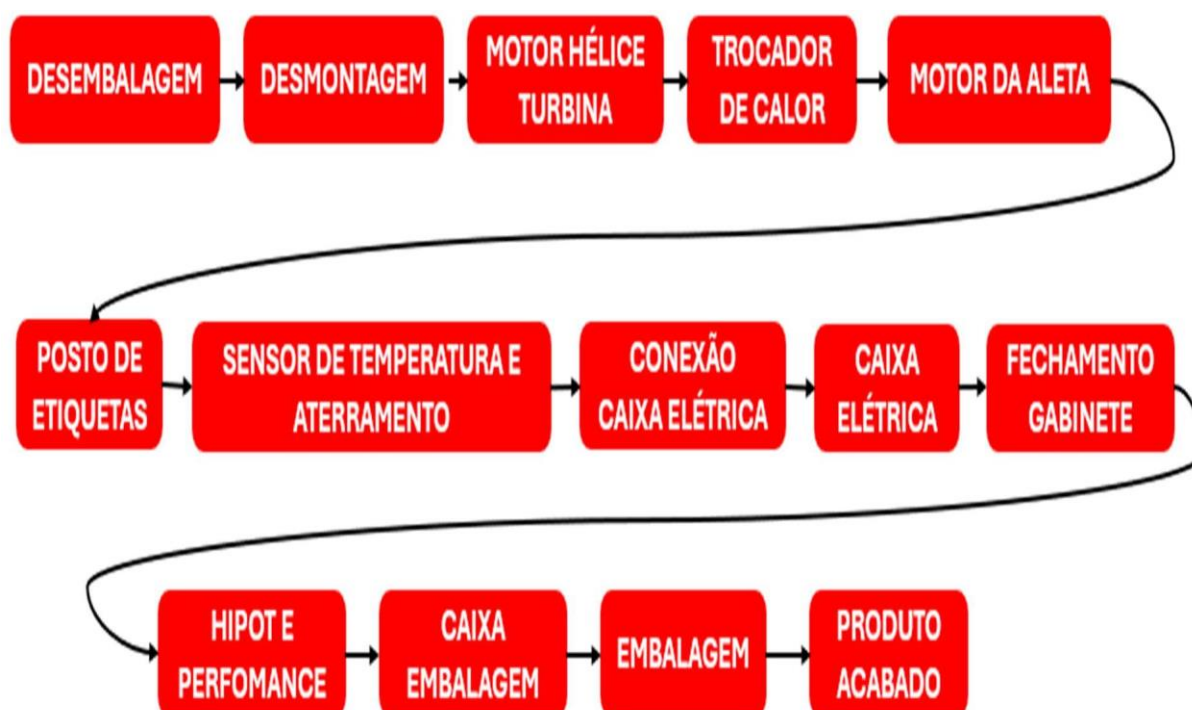 DESEMBALAGEM
DESMONTAGEM
MOTOR HÉLICE
TURBINA
TROCADOR
DE CALOR
MOTOR DA ALETA
POSTO DE
ETIQUETAS
SENSOR DE TEMPERATURA E
ATERRAMENTO
CONEXÃO
CAIXA ELÉTRICA
CAIXA
ELÉTRICA
FECHAMENTO
GABINETE
HIPOT E
PERFOMANCE
CAIXA
EMBALAGEM
EMBALAGEM
PRODUTO
ACABADO